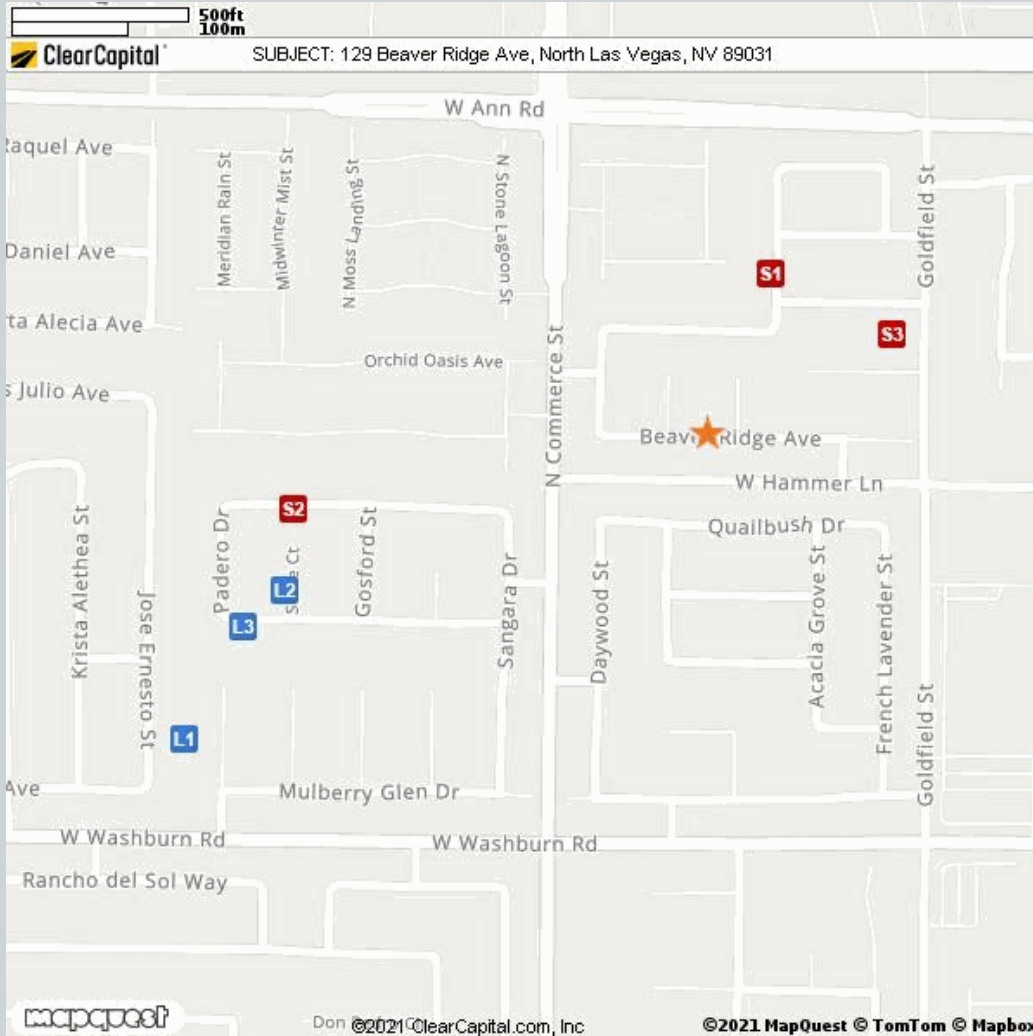 500ft
100m
ClearCapital
SUBJECT: 129 Beaver Ridge Ave, North Las Vegas, NV 89031
W Ann Rd
Raquel Ave
Meridian Rain St
Midwinter Mist St
N Moss Landing St
N Stone Lagoon St
Goldfield St
Daniel Ave
S1
ta Alecia Ave
S3
N Commerce St
Orchid Oasis Ave
s Julio Ave
Beav Ridge Ave
W Hammer Ln
S2
Padero Dr
Gosford St
Quailbush Dr
Krista Alethea St
Jose Ernesto St
L2
Ct
Sangara Dr
Daywood St
Acacia Grove St
French Lavender St
L3
L1
Goldfield St
Ave
Mulberry Glen Dr
W Washburn Rd
W Washburn Rd
Rancho del Sol Way
mapquest
Don
©2021 ClearCapital.com, Inc
©2021 MapQuest © TomTom © Mapbo